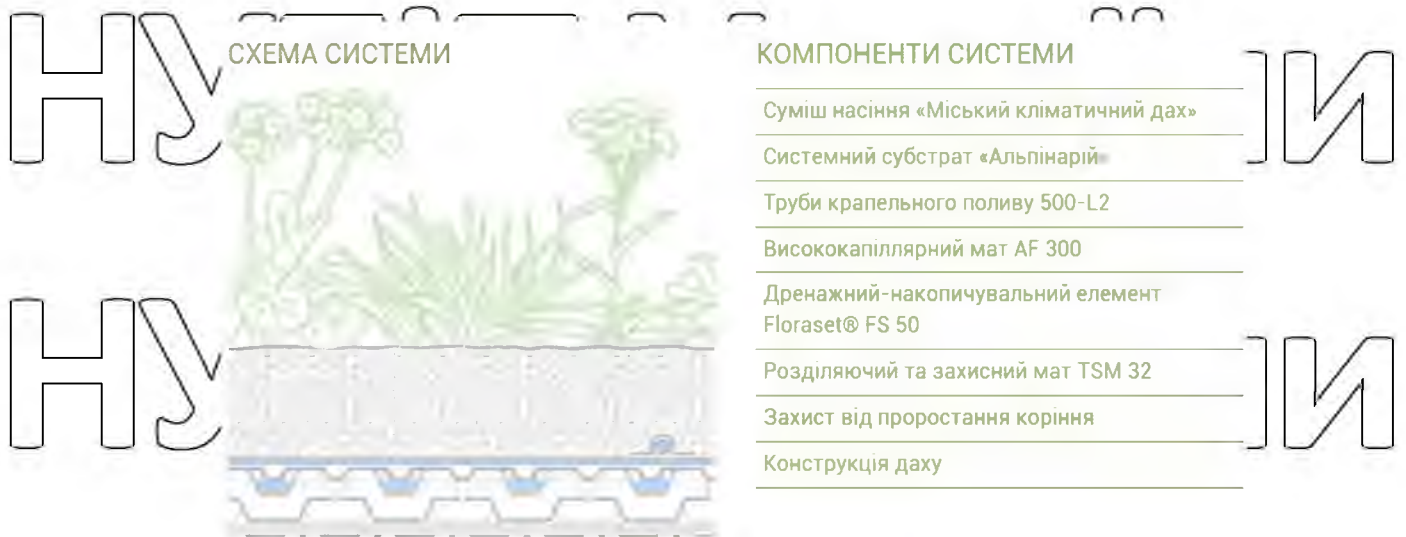 СХЕМА СИСТЕМИ
КОМПОНЕНТИ СИСТЕМИ
Суміш насіння «Міський кліматичний дах»
Системний субстрат «Альпінарій»
Труби крапельного поливу 500-L2
Висококапіллярний мат AF 300
Дренажний-накопичувальний елемент
Floraset® FS 50
Розділяючий та захисний мат TSM 32
Захист від проростання коріння
Конструкція даху